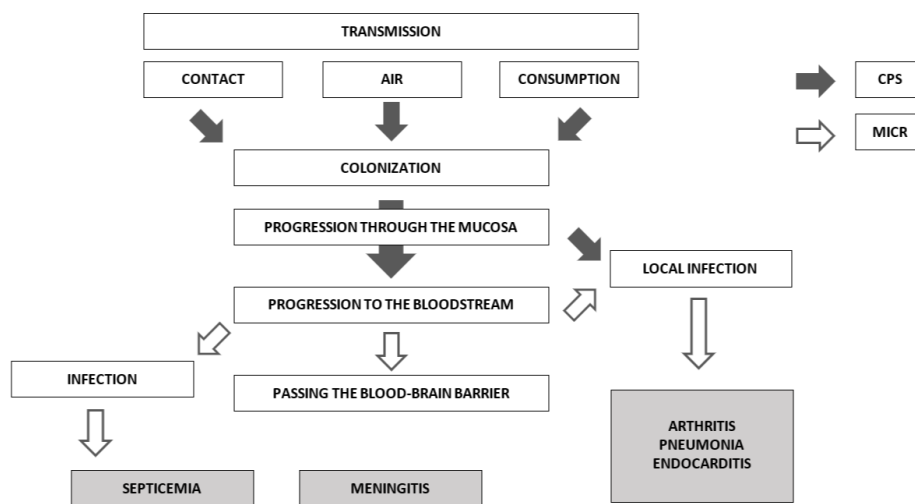 TRANSMISSION
CONTACT
AIR
CONSUMPTION
CPS
MICR
COLONIZATION
PROGRESSION THROUGH THE MUCOSA
LOCAL INFECTION
PROGRESSION TO THE BLOODSTREAM
INFECTION
PASSING THE BLOOD-BRAIN BARRIER
ARTHRITIS
PNEUMONIA
ENDOCARDITIS
SEPTICEMIA
MENINGITIS